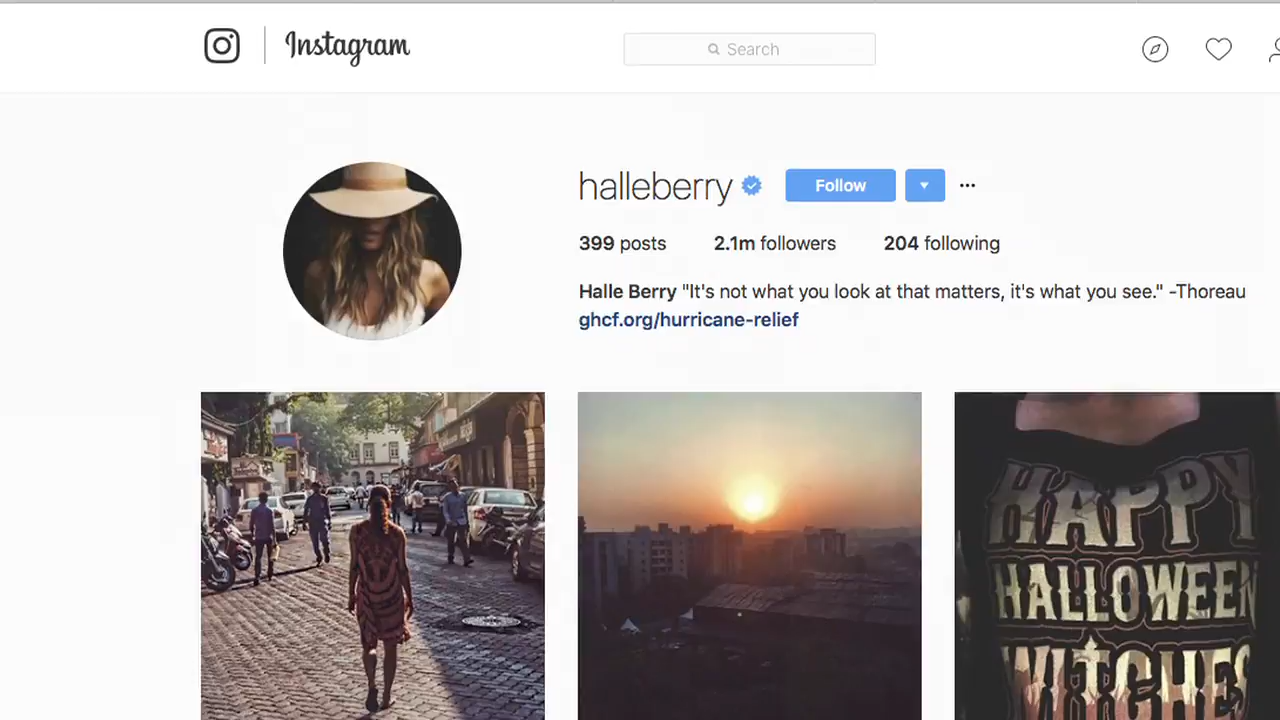 Instagram
Search
halleberry
Follow
399 posts 2.1m followers 204 following
Halle Berry "It's not what you look at that matters, it's what you see." -Thoreau
ghcf.org/hurricane-relief
HAPPY
HALLOWEEN
WITCHES